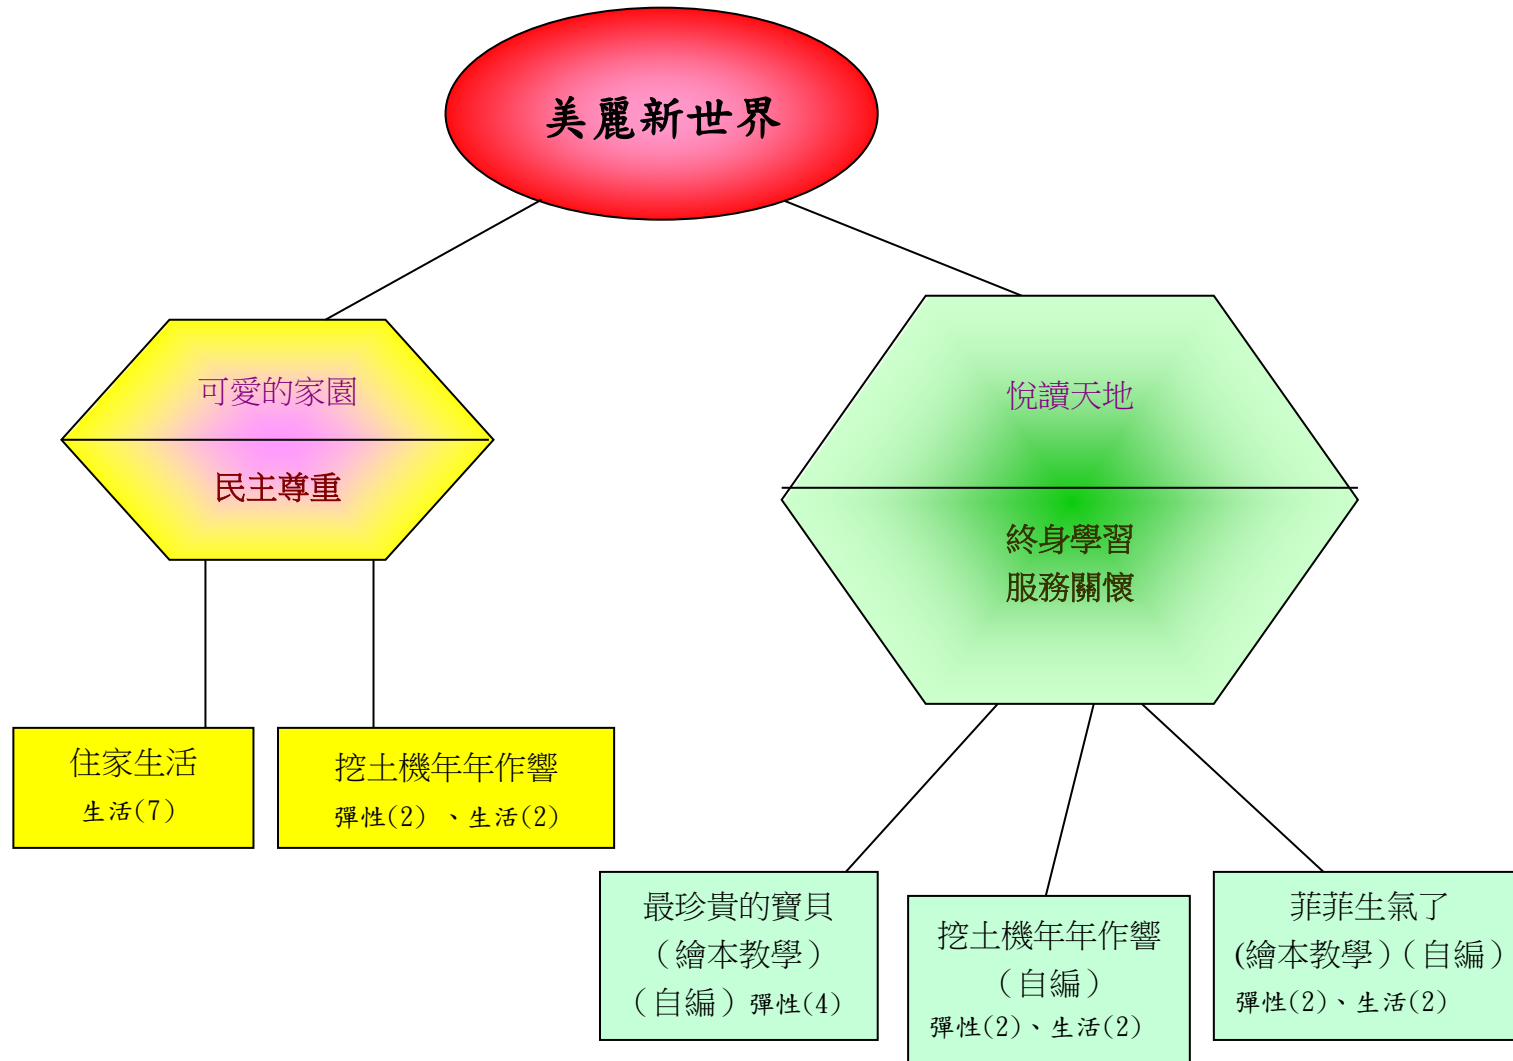 美麗新世界
可愛的家園
民主尊重
悅讀天地
終身學習
服務關懷
住家生活
生活(7)
挖土機年年作響
彈性(2) 、生活(2)
最珍貴的寶貝
（繪本教學）
（自編）彈性(4)
挖土機年年作響
（自編）
彈性(2)、生活(2)
菲菲生氣了
(繪本教學)（自編）
彈性(2)、生活(2)